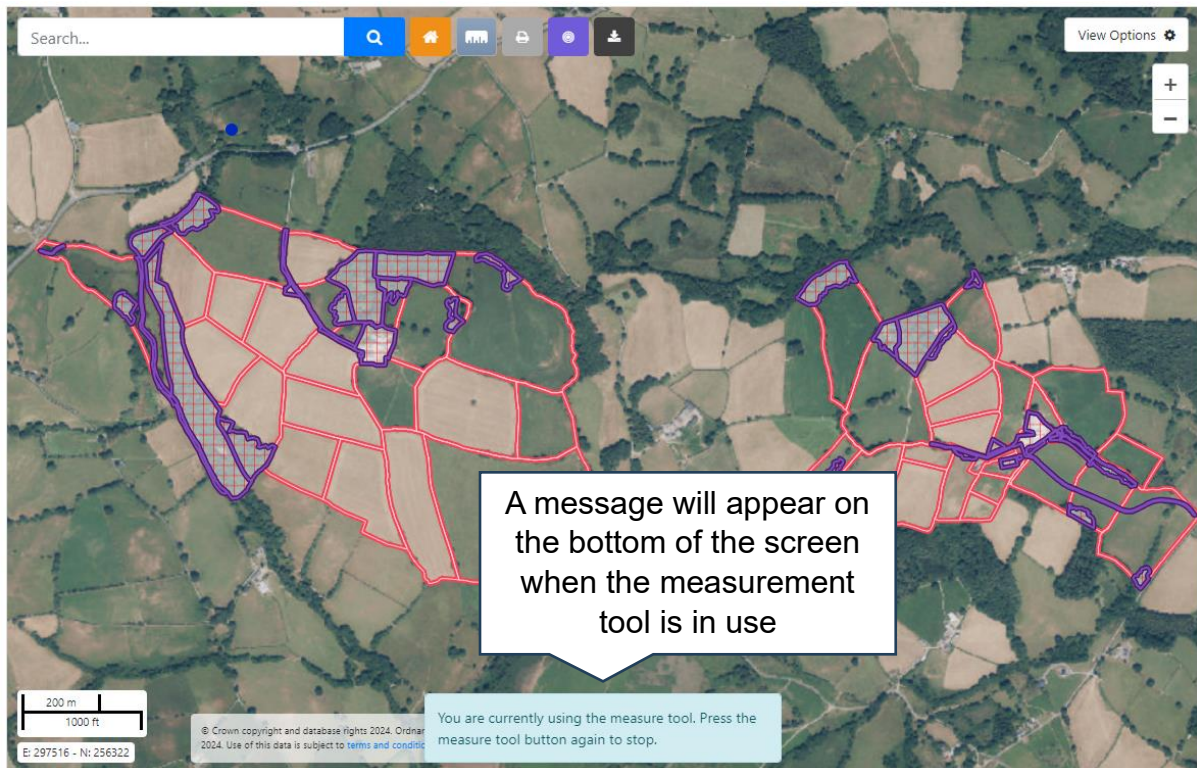 Search...
View Options
+
−
A message will appear on
the bottom of the screen
when the measurement
tool is in use
200 m
1000 ft
© Crown copyright and database rights 2024. Ordnar
2024. Use of this data is subject to terms and conditic
You are currently using the measure tool. Press the
measure tool button again to stop.
E: 297516 - N: 256322